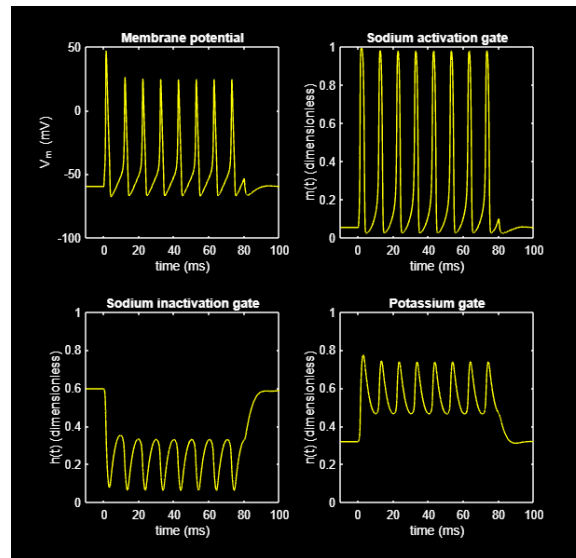 Membrane potential
50
0
-50
-100
V_m (mV)
0 20 40 60 80 100
time (ms)
Sodium activation gate
1
0.8
0.6
0.4
0.2
0
m(t) (dimensionless)
0 20 40 60 80 100
time (ms)
Sodium inactivation gate
1
0.8
0.6
0.4
0.2
0
h(t) (dimensionless)
0 20 40 60 80 100
time (ms)
Potassium gate
1
0.8
0.6
0.4
0.2
0
n(t) (dimensionless)
0 20 40 60 80 100
time (ms)